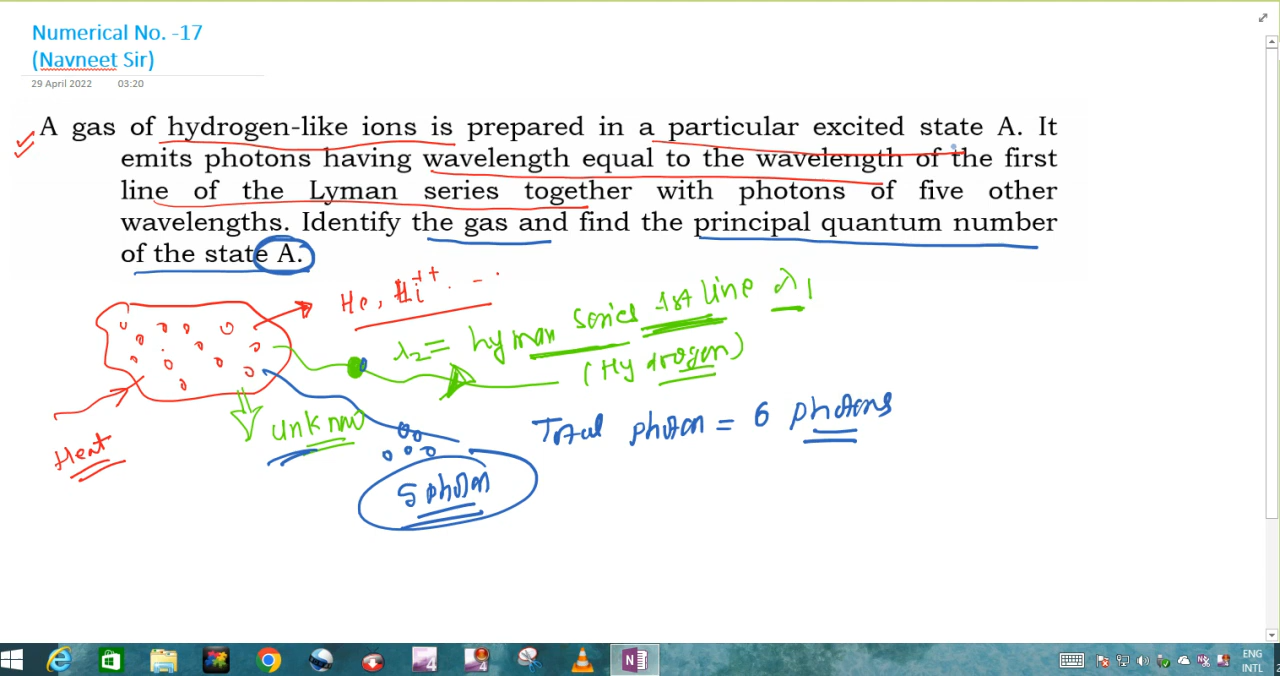 Numerical No. -17
(Navneet Sir)
29 April 2022 03:20
A gas of hydrogen-like ions is prepared in a particular excited state A. It
emits photons having wavelength equal to the wavelength of the first
line of the Lyman series together with photons of five other
wavelengths. Identify the gas and find the principal quantum number
of the state A.
He, Li++ . - .
λ2 = Lyman series 1st line λ1
(Hydrogen)
Heat
unknow
5 photon
Total photon = 6 photons
ENG
INTL